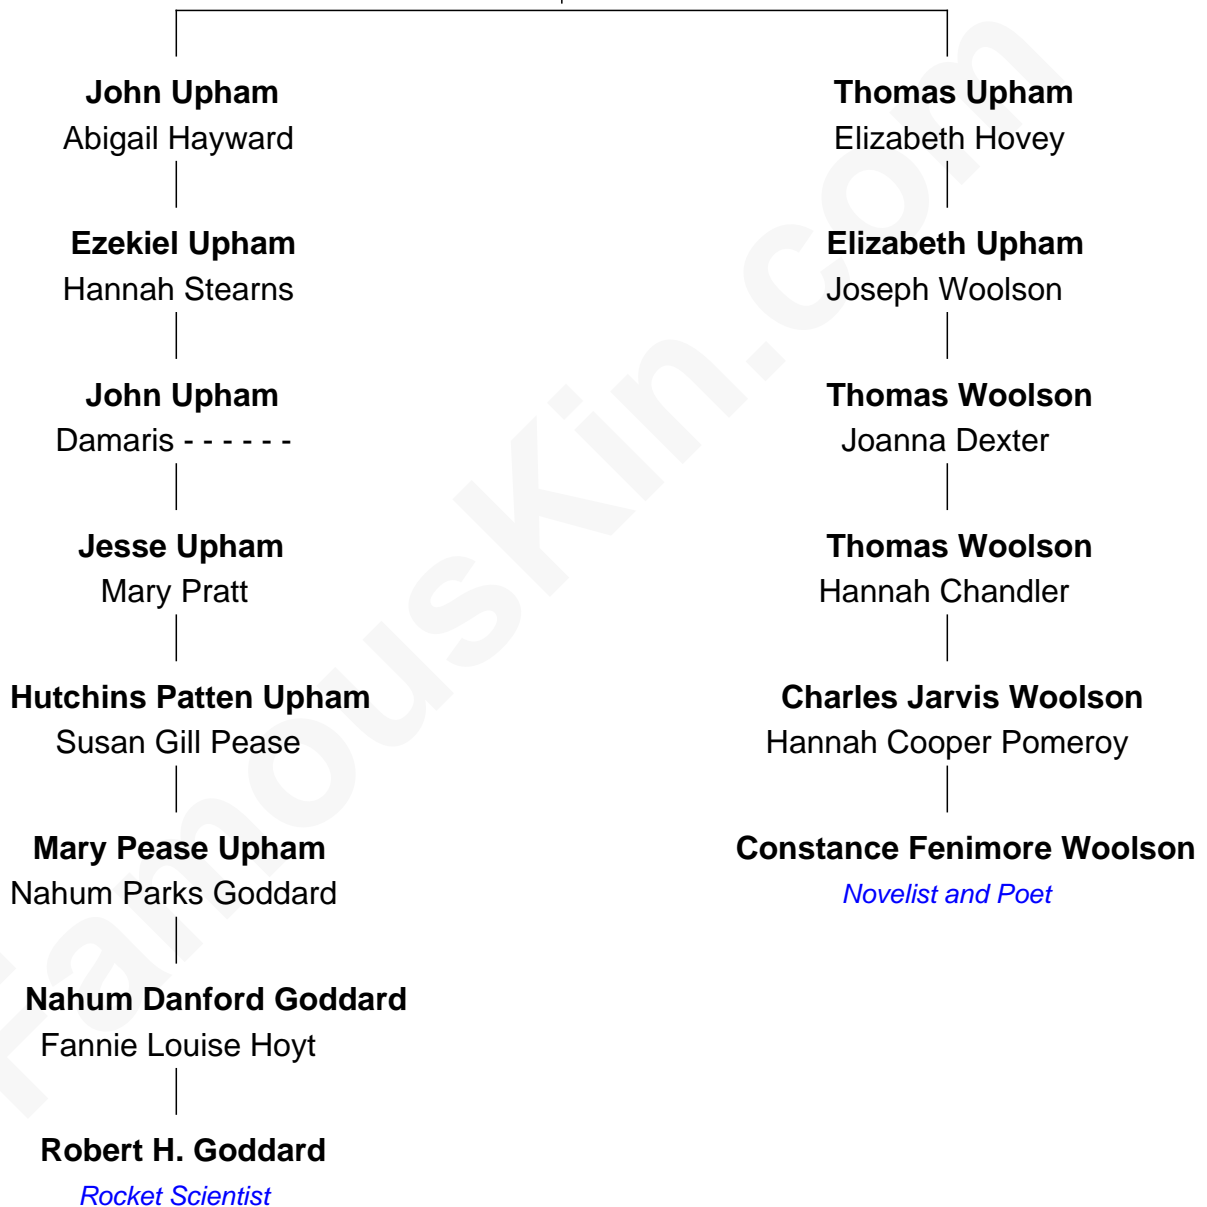 John Upham
Abigail Hayward
Ezekiel Upham
Hannah Stearns
John Upham
Damaris - - - - - -
Jesse Upham
Mary Pratt
Hutchins Patten Upham
Susan Gill Pease
Mary Pease Upham
Nahum Parks Goddard
Nahum Danford Goddard
Fannie Louise Hoyt
Robert H. Goddard
Rocket Scientist
Thomas Upham
Elizabeth Hovey
Elizabeth Upham
Joseph Woolson
Thomas Woolson
Joanna Dexter
Thomas Woolson
Hannah Chandler
Charles Jarvis Woolson
Hannah Cooper Pomeroy
Constance Fenimore Woolson
Novelist and Poet
FamousKin.com